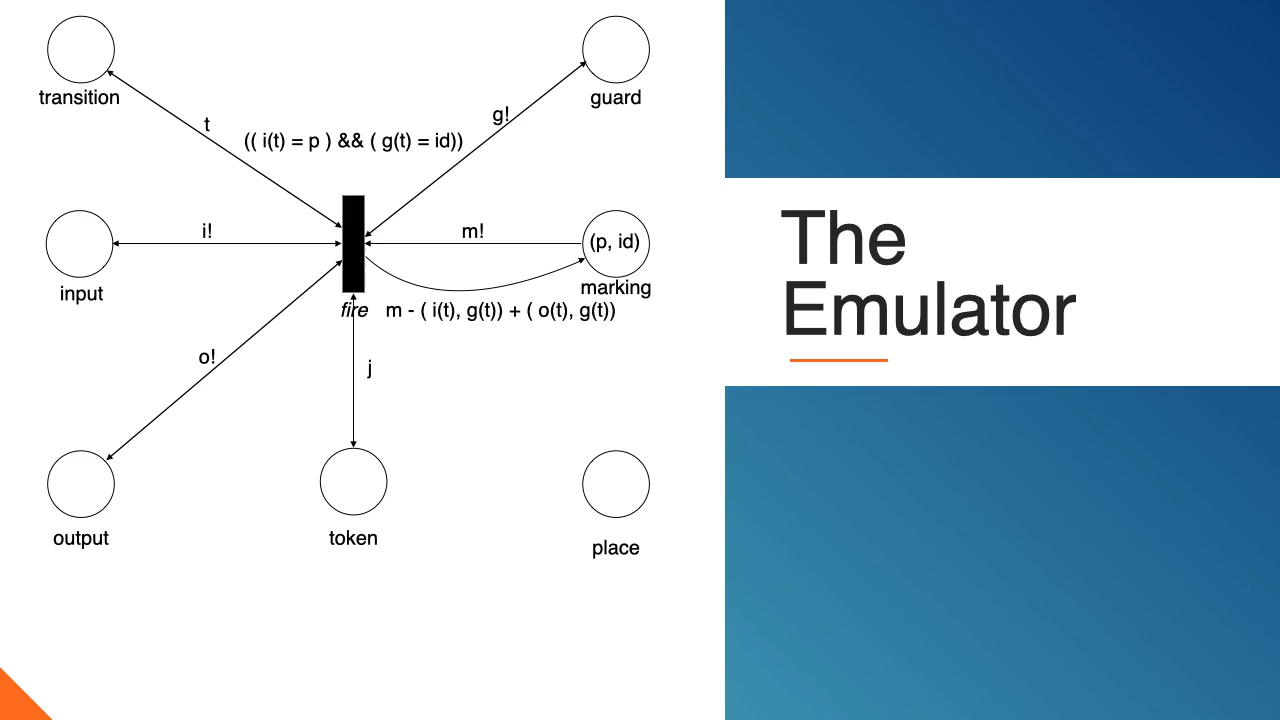 transition
guard
t
g!
(( i(t) = p ) && ( g(t) = id))
i!
m!
(p, id)
input
marking
fire
m - ( i(t), g(t)) + ( o(t), g(t))
o!
j
output
token
place
The
Emulator